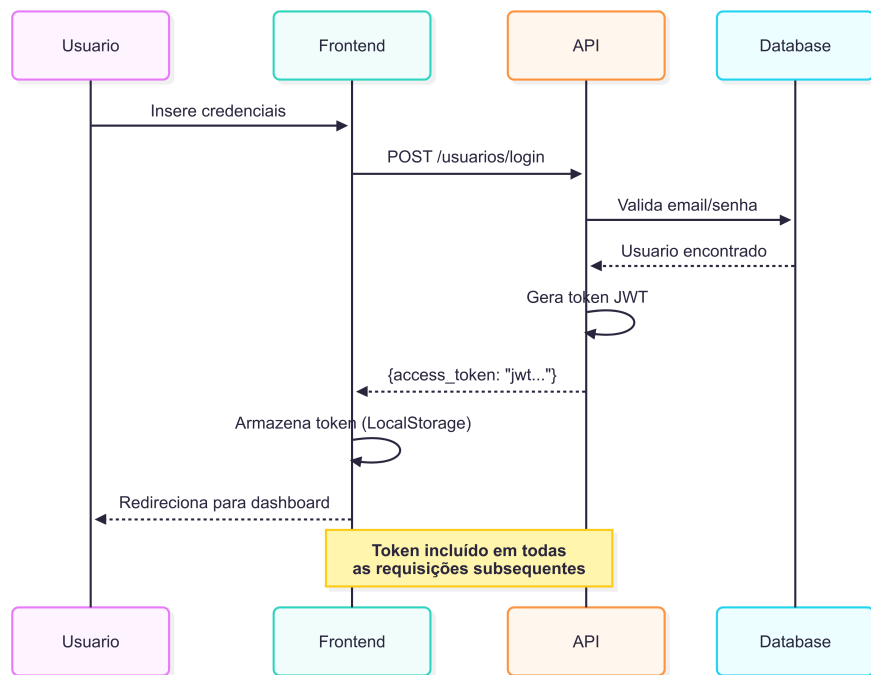 Usuario
Frontend
API
Database
Insere credenciais
POST /usuarios/login
Valida email/senha
Usuario encontrado
Gera token JWT
{access_token: "jwt..."}
Armazena token (LocalStorage)
Redireciona para dashboard
Token incluído em todas
as requisições subsequentes
Usuario
Frontend
API
Database